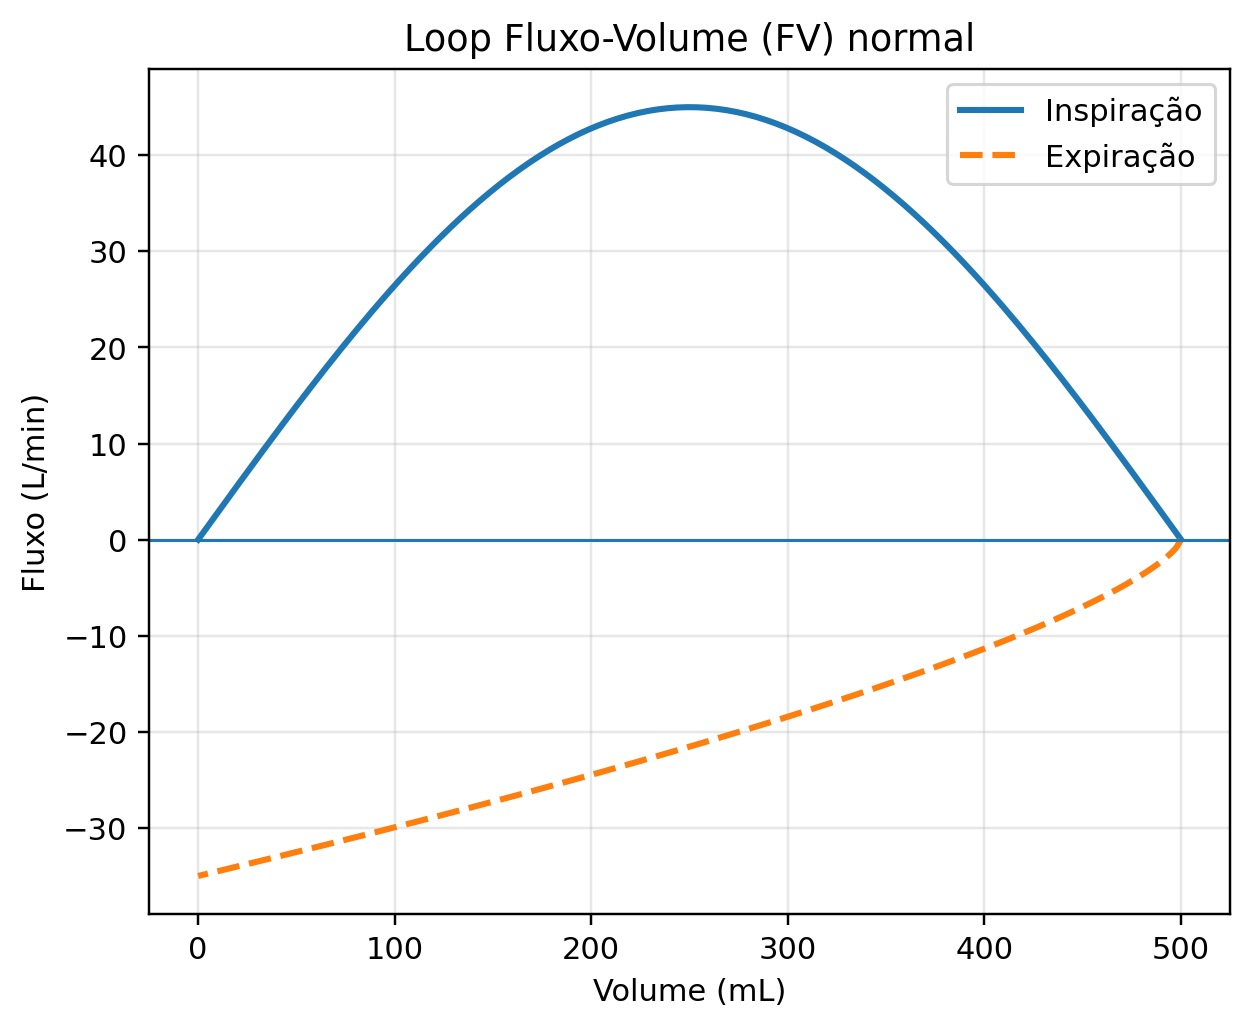 Loop Fluxo-Volume (FV) normal
Inspiração
Expiração
40
30
20
10
0
−10
−20
−30
Fluxo (L/min)
0 100 200 300 400 500
Volume (mL)